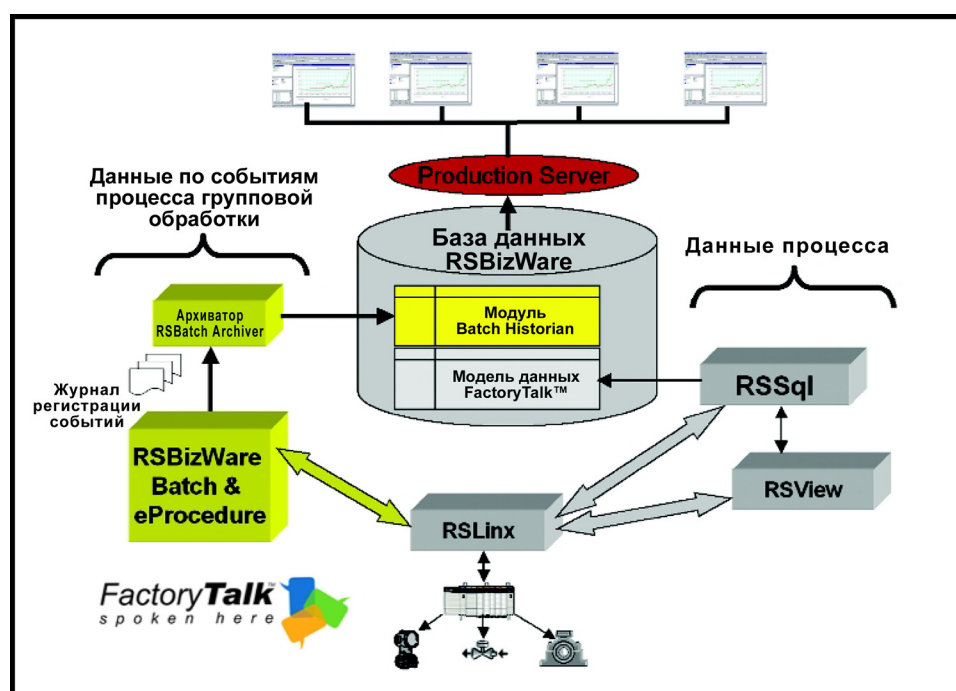 Production Server
Данные по событиям
процесса групповой
обработки
База данных
RSBizWare
Данные процесса
Архиватор
RSBatch Archiver
Модуль
Batch Historian
Модель данных
FactoryTalk™
Журнал
регистрации
событий
RSSql
RSBizWare
Batch &
eProcedure
RSView
RSLinx
FactoryTalk™
spoken here